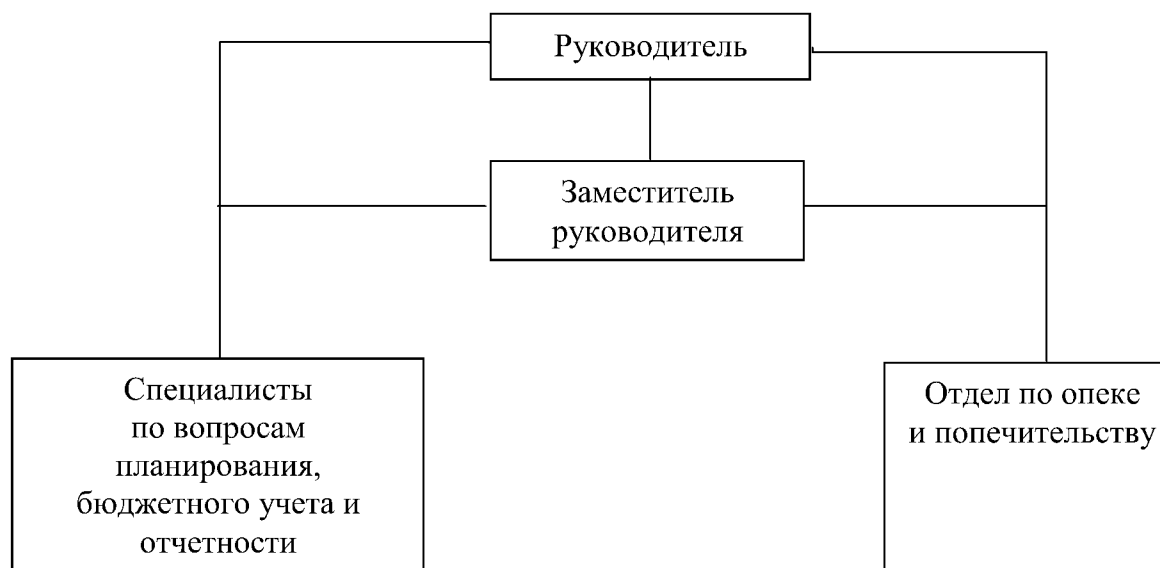 Руководитель
Заместитель
руководителя
Специалисты
по вопросам
планирования,
бюджетного учета и
отчетности
Отдел по опеке
и попечительству